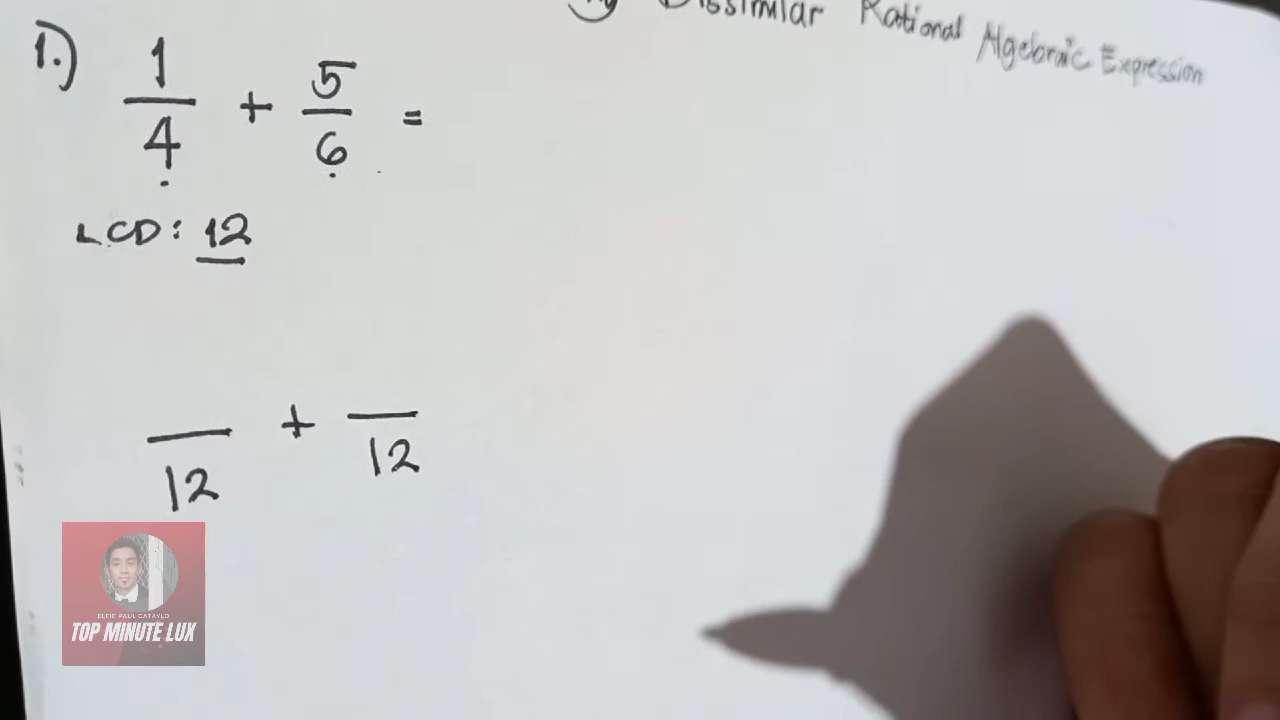 Dissimilar Rational Algebraic Expression
1.) 1/4 + 5/6 =
LCD: 12
/12 + /12
ELFIE PAUL CATAYLO
TOP MINUTE LUX